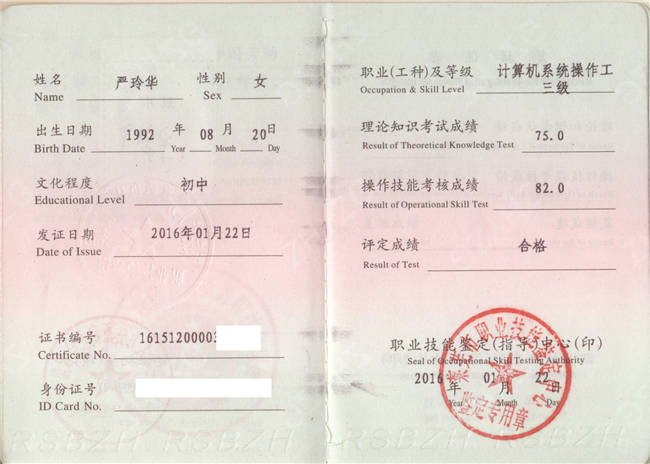 姓名 严玲华 性别 女
Name Sex
出生日期 1992 年 08 月 20 日
Birth Date Year Month Day
文化程度 初中
Educational Level
发证日期 2016年01月22日
Date of Issue
证书编号 16151200003
Certificate No.
身份证号
ID Card No.
职业(工种)及等级 计算机系统操作工
Occupation & Skill Level 三级
理论知识考试成绩 75.0
Result of Theoretical Knowledge Test
操作技能考核成绩 82.0
Result of Operational Skill Test
评定成绩 合格
Result of Test
职业技能鉴定(指导)中心(印)
Seal of Occupational Skill Testing Authority
2016 年 01 月 22 日
Year Month Day
鉴定专用章
RSBZH RSBZH RSBZH RSBZH